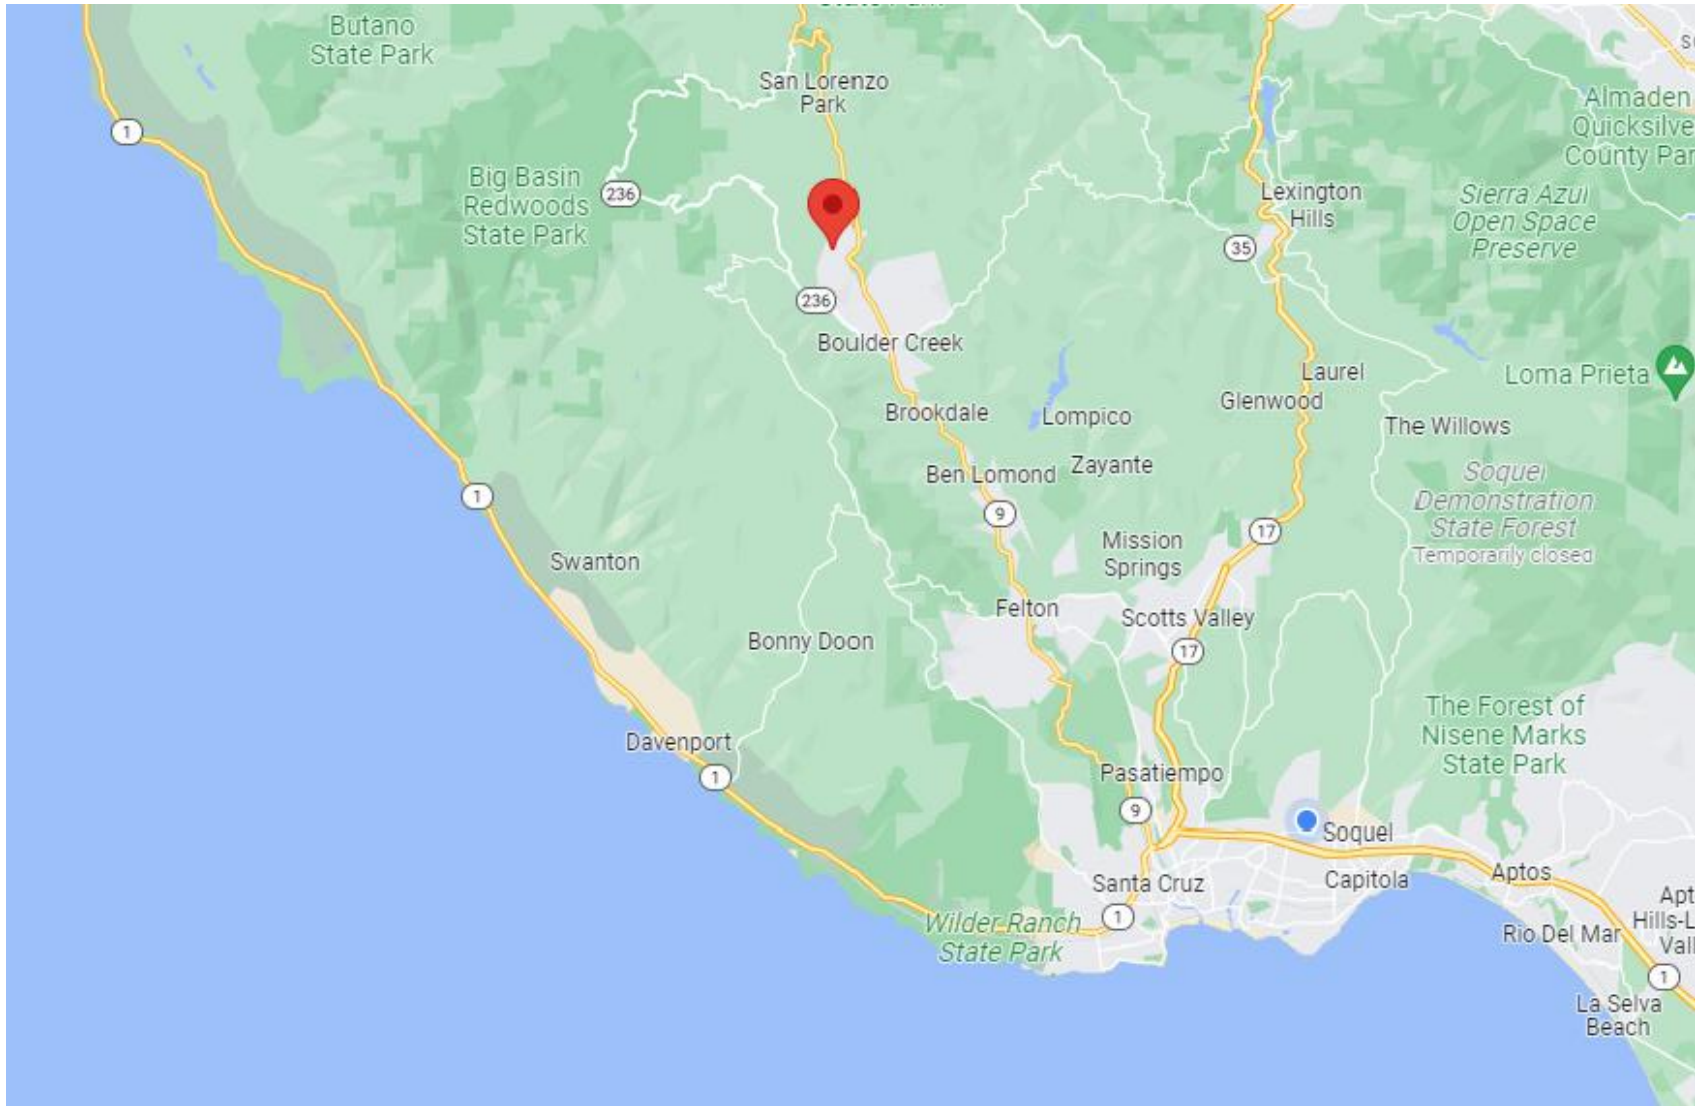 State Park
Butano
State Park
San Lorenzo
Park
1
Almaden
Quicksilve
County Par
Big Basin
Redwoods
State Park
236
Lexington
Hills
Sierra Azul
Open Space
Preserve
35
236
Boulder Creek
Laurel
Loma Prieta
Glenwood
Brookdale
Lompico
The Willows
Ben Lomond
Zayante
Soquel
Demonstration
State Forest
Temporarily closed
1
9
17
Mission
Springs
Swanton
Felton
Scotts Valley
Bonny Doon
17
The Forest of
Nisene Marks
State Park
Davenport
1
Pasatiempo
9
Soquel
Aptos
Santa Cruz
Capitola
Apt
Hills-L
Vall
1
Wilder Ranch
State Park
Rio Del Mar
1
La Selva
Beach